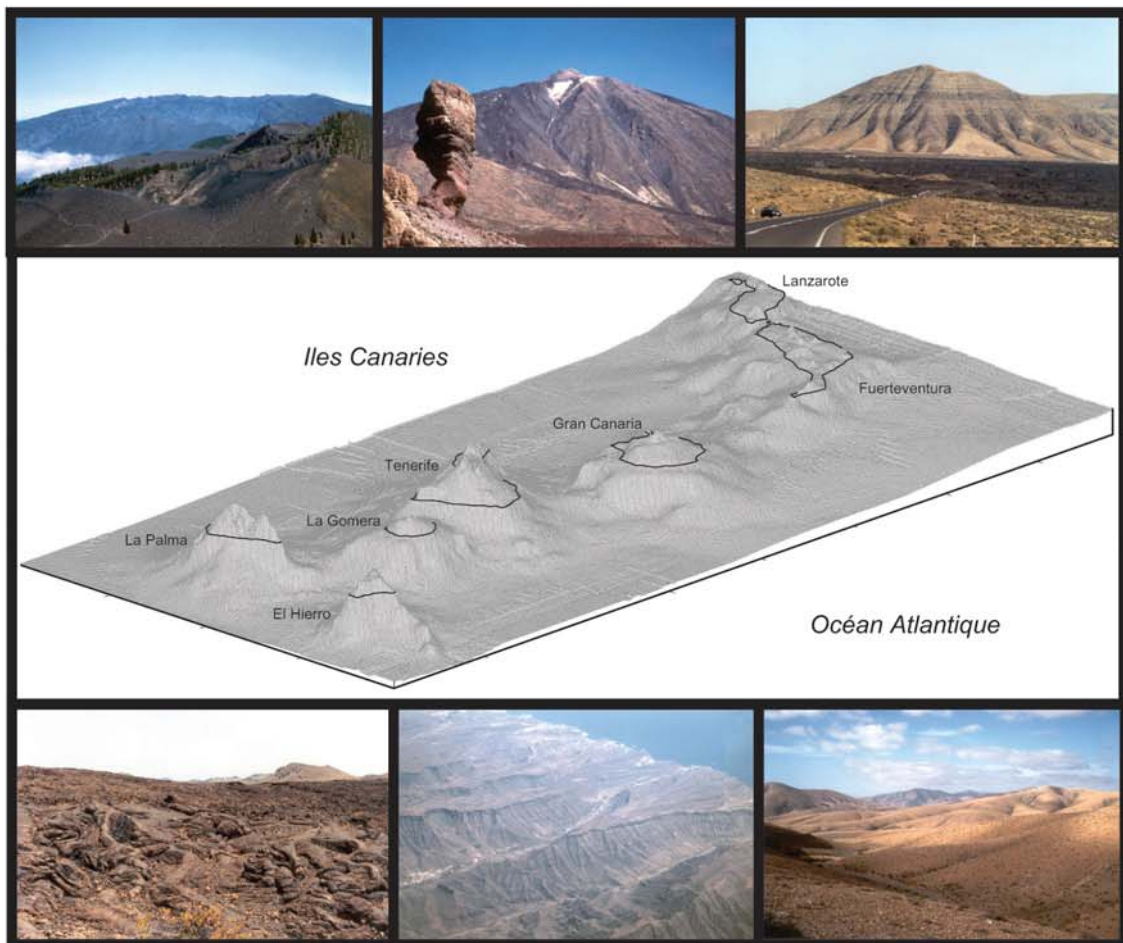 Lanzarote
Iles Canaries
Fuerteventura
Gran Canaria
Tenerife
La Gomera
La Palma
El Hierro
Océan Atlantique